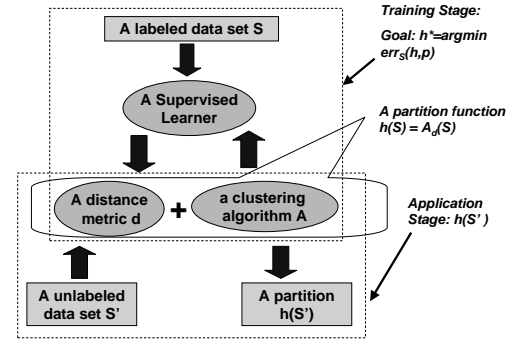 A labeled data set S
Training Stage:
Goal: h*=argmin
errS(h,p)
A Supervised
Learner
A partition function
h(S) = Ad(S)
A distance
metric d
+
a clustering
algorithm A
Application
Stage: h(S' )
A unlabeled
data set S'
A partition
h(S')